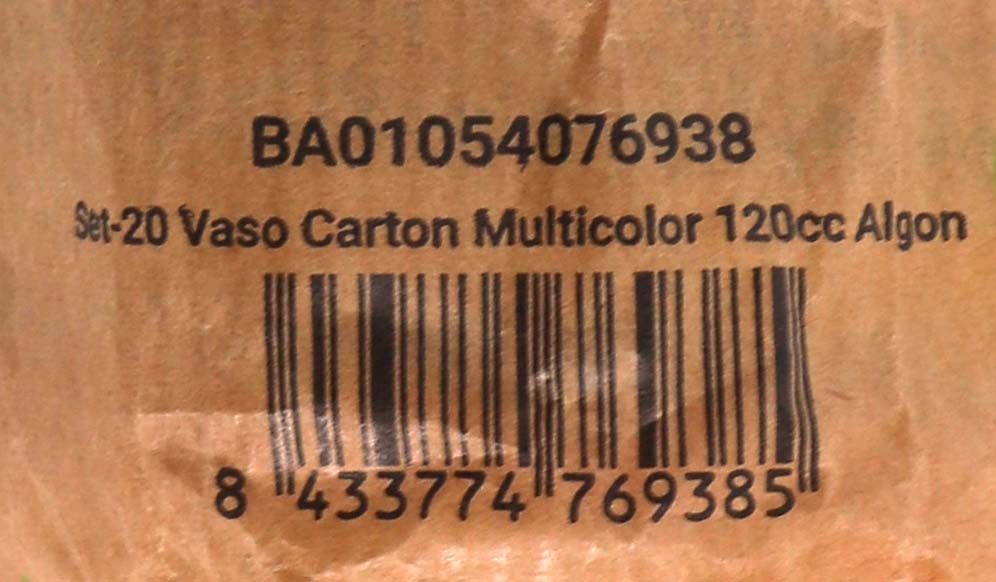 BA01054076938
Set-20 Vaso Carton Multicolor 120cc Algon
8 433774 769385